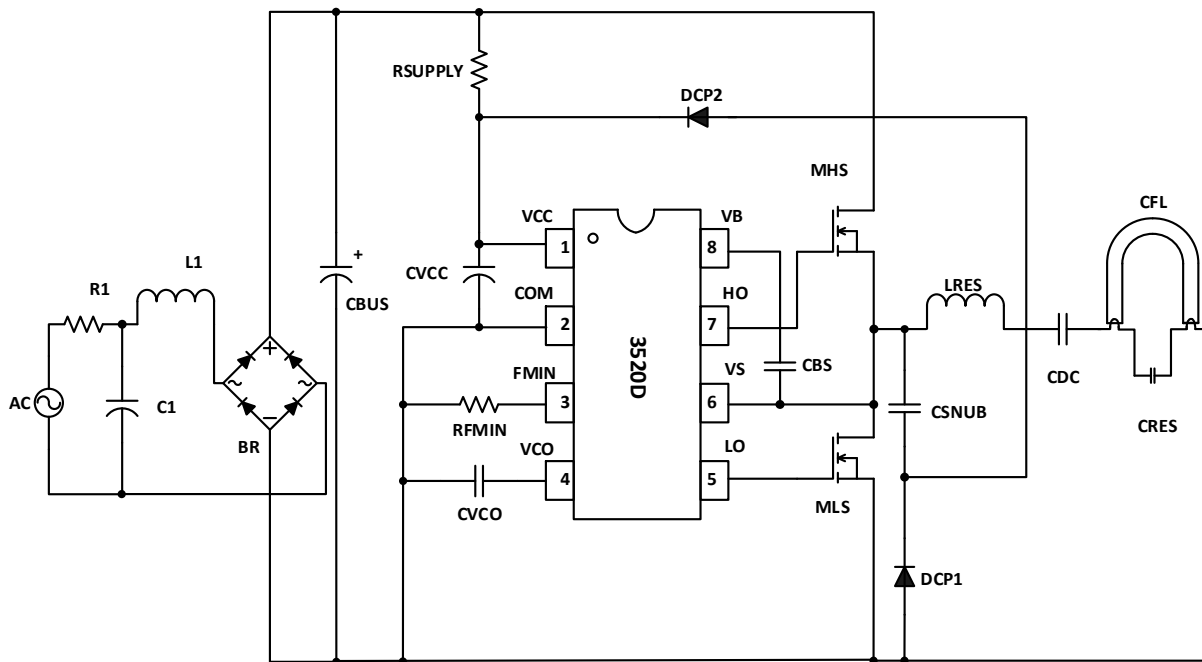 RSUPPLY
DCP2
MHS
CFL
VCC
VB
1
8
L1
CVCC
LRES
R1
+
CBUS
COM
HO
2
7
3520D
CBS
CDC
AC
C1
+
−
BR
FMIN
VS
3
6
RFMIN
CSNUB
CRES
VCO
LO
4
5
CVCO
MLS
DCP1